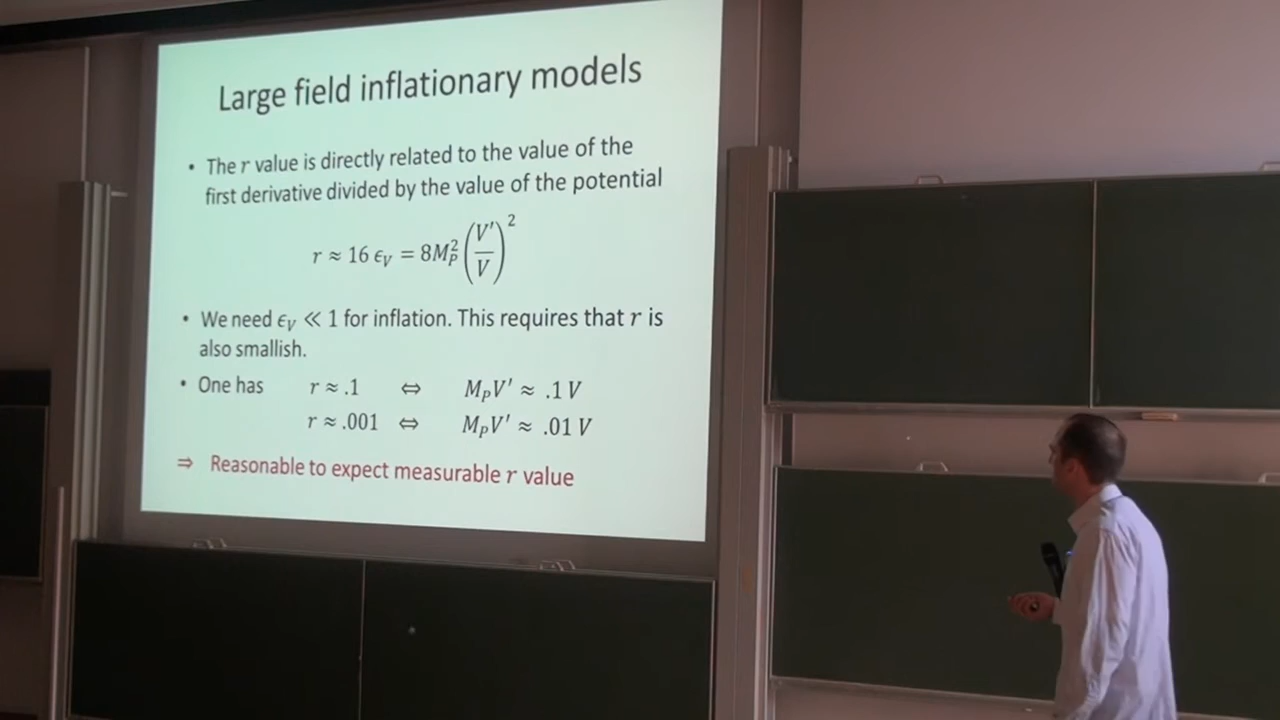 Large field inflationary models
• The r value is directly related to the value of the
first derivative divided by the value of the potential
r ≈ 16 ϵ_V = 8M_P^2 (V'/V)^2
• We need ϵ_V ≪ 1 for inflation. This requires that r is
also smallish.
• One has r ≈ .1 ⇔ M_P V' ≈ .1 V
r ≈ .001 ⇔ M_P V' ≈ .01 V
⇒ Reasonable to expect measurable r value